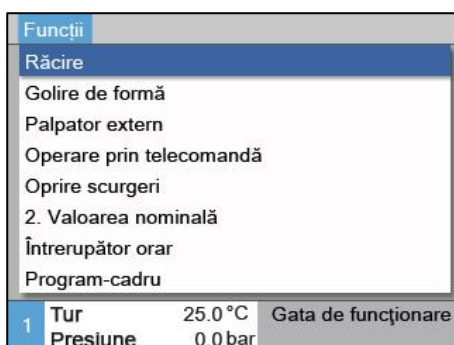 Funcții
Răcire
Golire de formă
Palpator extern
Operare prin telecomandă
Oprire scurgeri
2. Valoarea nominală
Întrerupător orar
Program-cadru
1 Tur 25.0 °C Gata de funcţionare
Presiune 0.0 bar